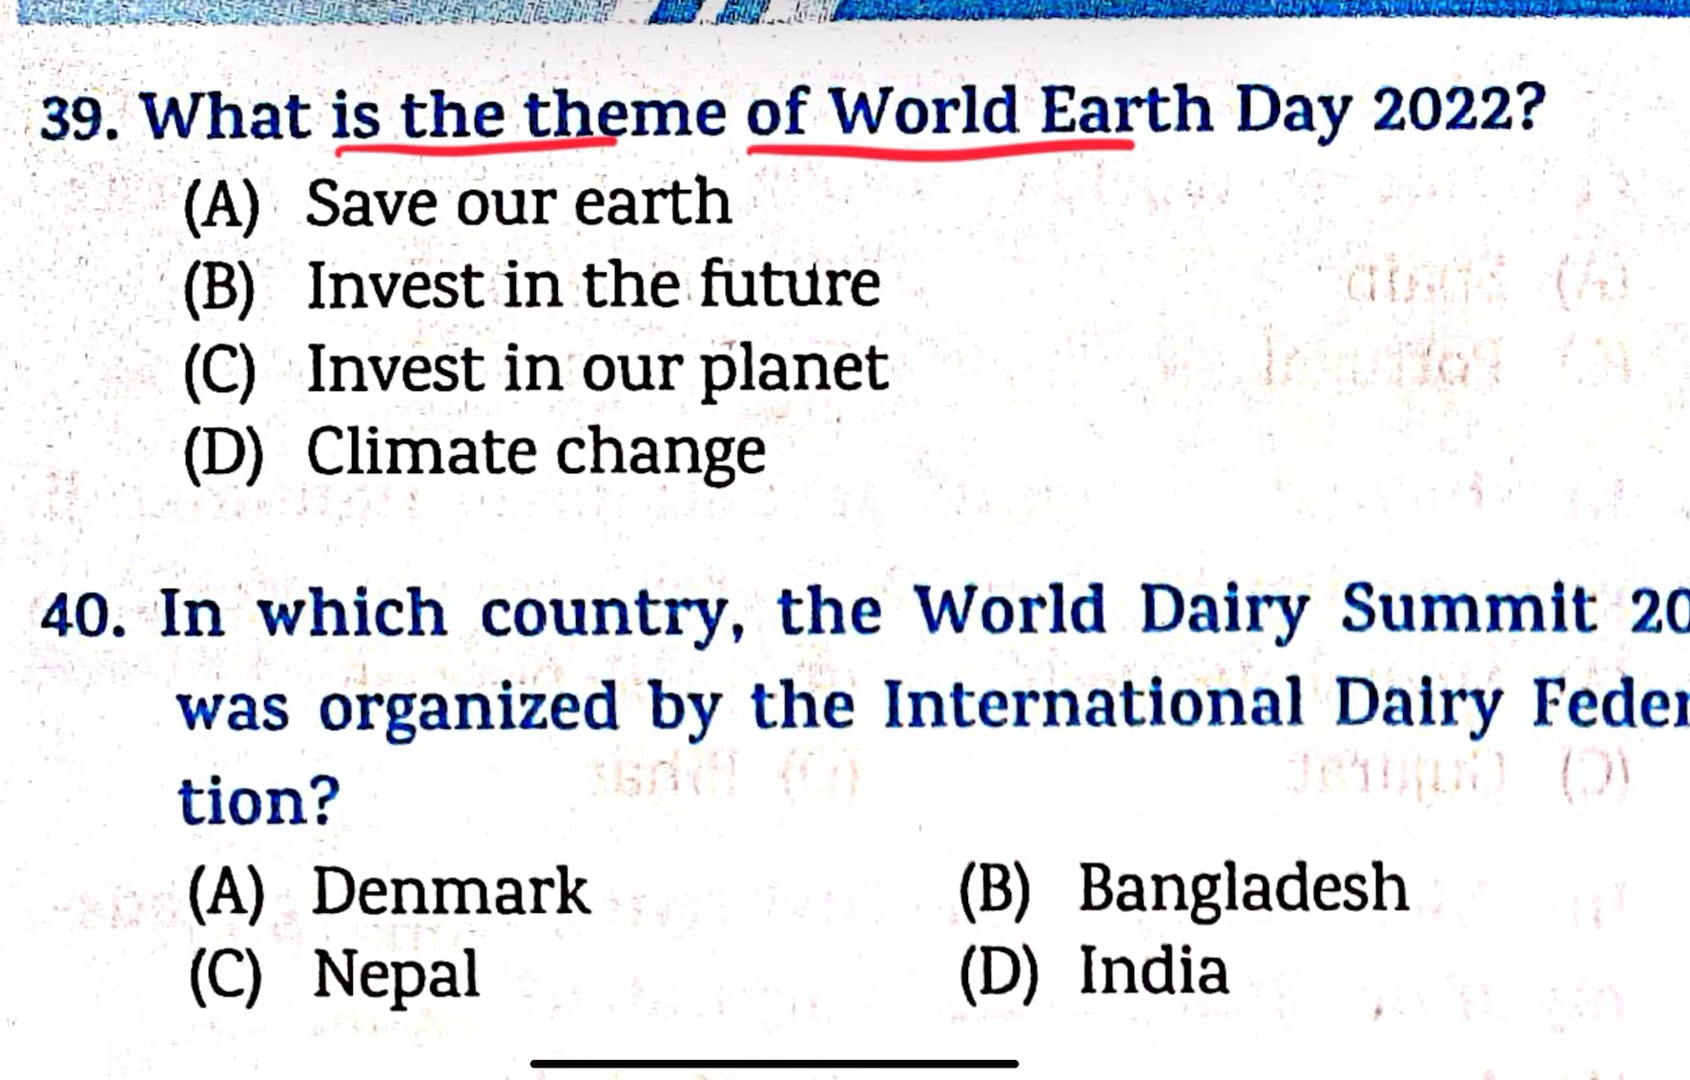 39. What is the theme of World Earth Day 2022?
(A) Save our earth
(B) Invest in the future
(C) Invest in our planet
(D) Climate change
40. In which country, the World Dairy Summit 20
was organized by the International Dairy Feder
tion?
(A) Denmark (B) Bangladesh
(C) Nepal (D) India